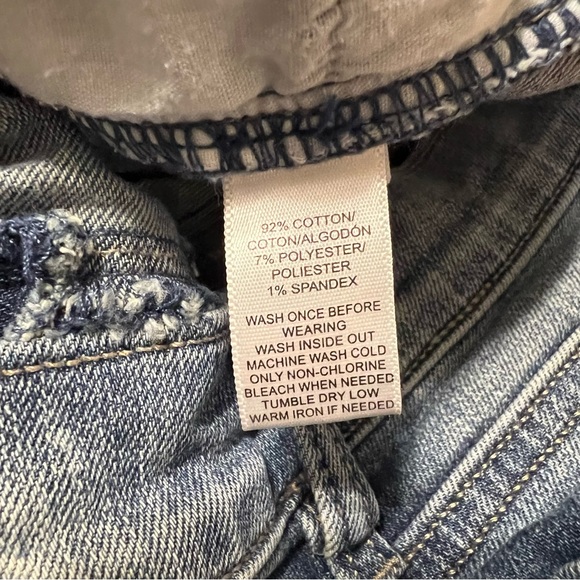 92% COTTON/
COTON/ALGODÓN
7% POLYESTER/
POLIESTER
1% SPANDEX
WASH ONCE BEFORE
WEARING
WASH INSIDE OUT
MACHINE WASH COLD
ONLY NON-CHLORINE
BLEACH WHEN NEEDED
TUMBLE DRY LOW
WARM IRON IF NEEDED